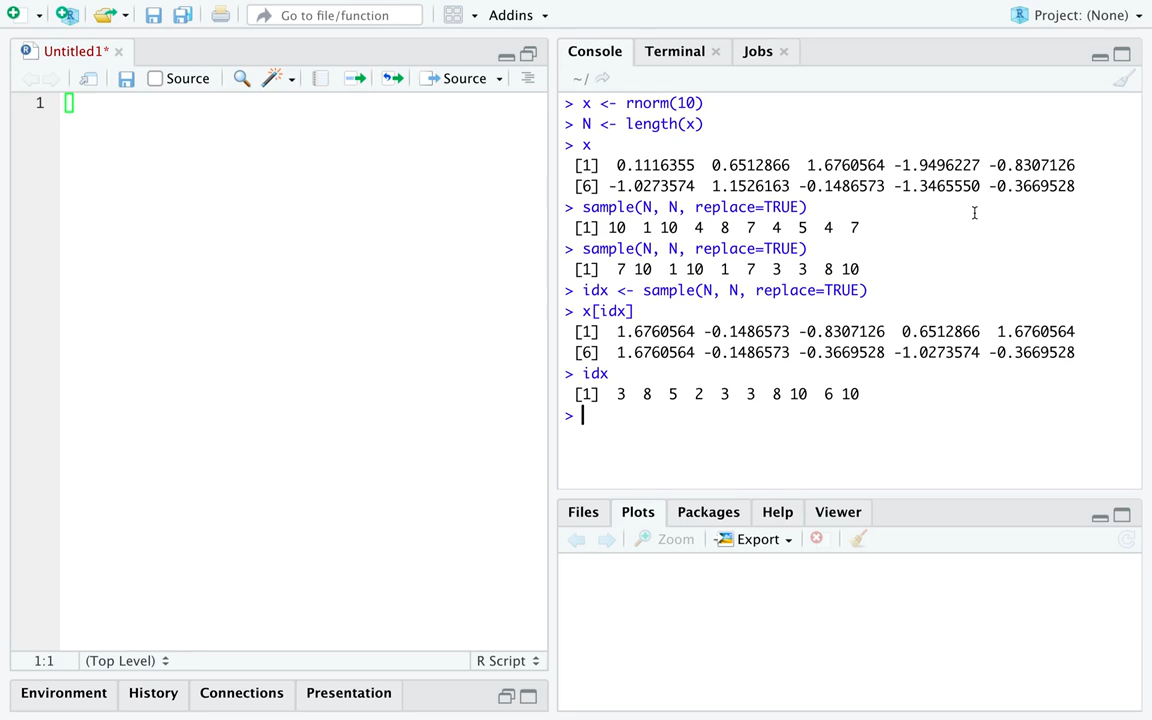 Go to file/function
Addins
Project: (None)
Untitled1*
Source
Source
1
1:1
(Top Level)
R Script
Environment
History
Connections
Presentation
Console
Terminal
Jobs
~/
> x <- rnorm(10)
> N <- length(x)
> x
[1]  0.1116355  0.6512866  1.6760564 -1.9496227 -0.8307126
[6] -1.0273574  1.1526163 -0.1486573 -1.3465550 -0.3669528
> sample(N, N, replace=TRUE)
[1] 10  1 10  4  8  7  4  5  4  7
> sample(N, N, replace=TRUE)
[1]  7 10  1 10  1  7  3  3  8 10
> idx <- sample(N, N, replace=TRUE)
> x[idx]
[1]  1.6760564 -0.1486573 -0.8307126  0.6512866  1.6760564
[6]  1.6760564 -0.1486573 -0.3669528 -1.0273574 -0.3669528
> idx
[1]  3  8  5  2  3  3  8 10  6 10
>
Files
Plots
Packages
Help
Viewer
Zoom
Export